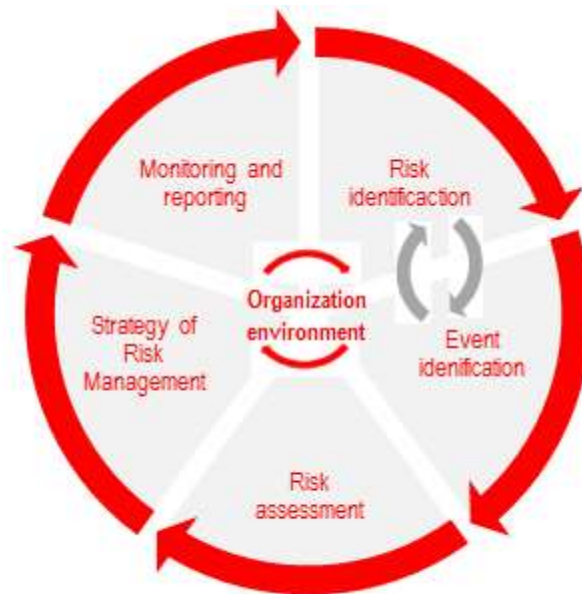 Monitoring and
reporting
Risk
identificaction
Organization
environment
Strategy of
Risk
Management
Event
idenification
Risk
assessment